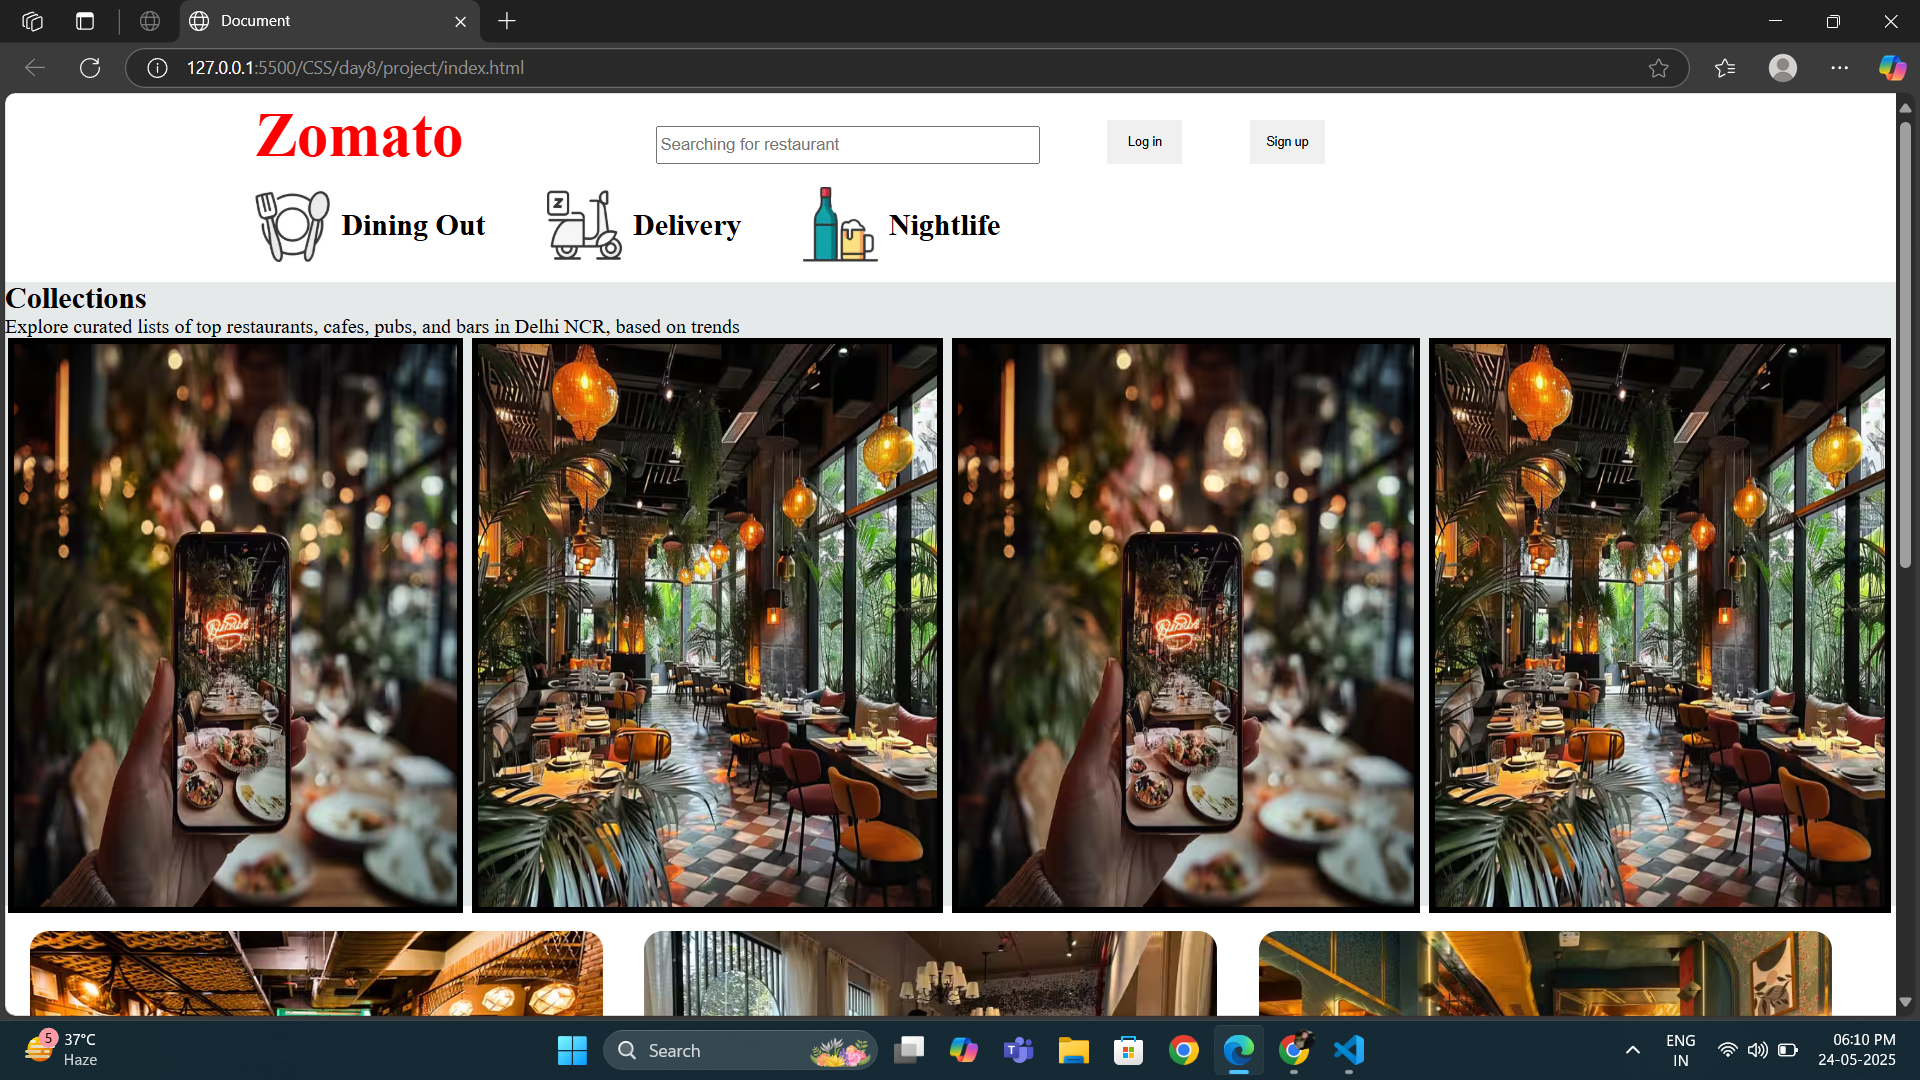 Document
127.0.0.1:5500/CSS/day8/project/index.html
Zomato
Searching for restaurant
Log in
Sign up
Z
Dining Out
Delivery
Nightlife
Collections
Explore curated lists of top restaurants, cafes, pubs, and bars in Delhi NCR, based on trends
5
37°C
Haze
Search
T
ENG
IN
06:10 PM
24-05-2025